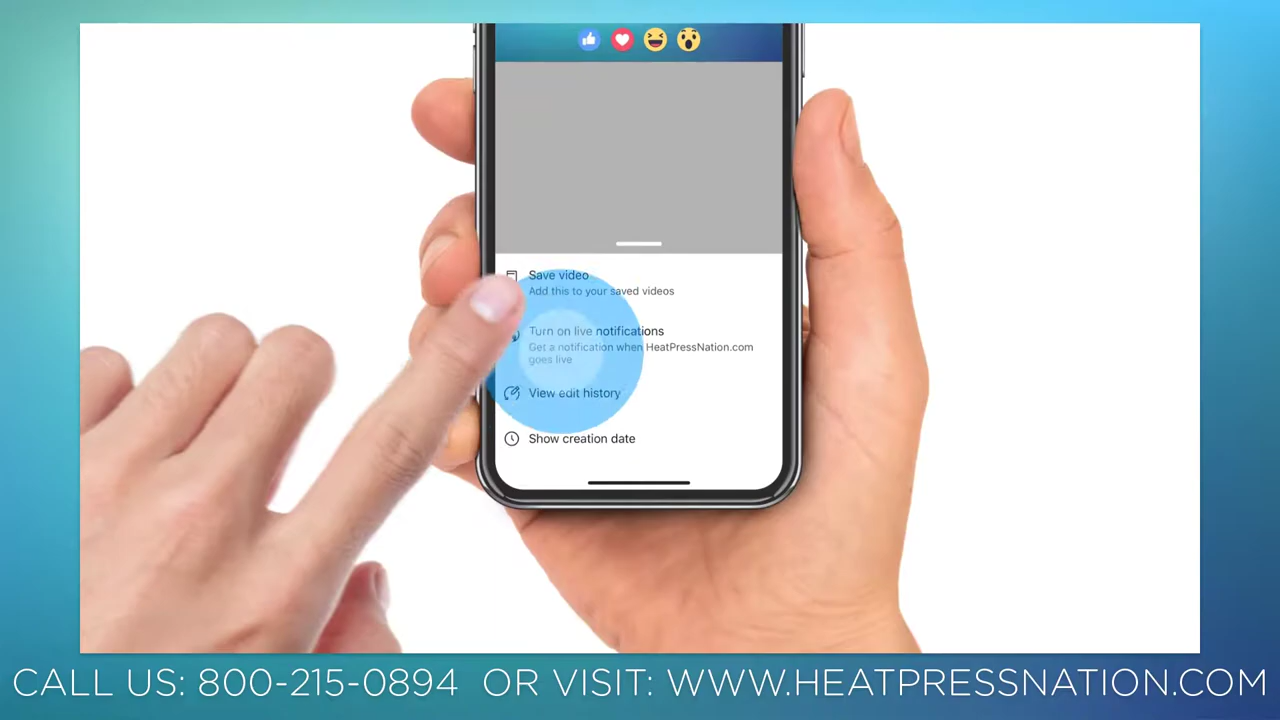 Save video
Add this to your saved videos
Turn on live notifications
Get a notification when HeatPressNation.com
goes live
View edit history
Show creation date
CALL US: 800-215-0894 OR VISIT: WWW.HEATPRESSNATION.COM